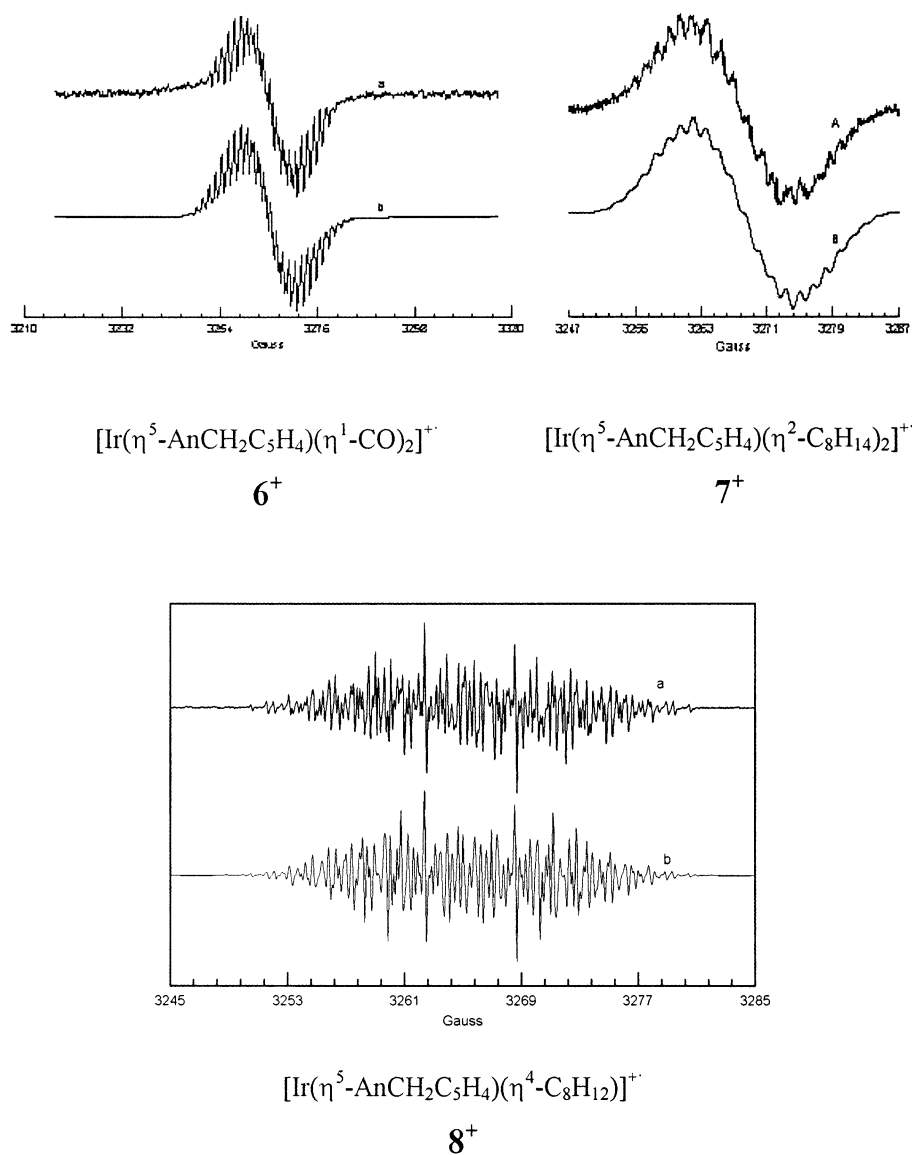 a
b
3210 3232 3254 3276 3298 3320
Gauss
A
B
3247 3255 3263 3271 3279 3287
Gauss
[Ir(η⁵-AnCH₂C₅H₄)(η¹-CO)₂]⁺·
6⁺
[Ir(η⁵-AnCH₂C₅H₄)(η²-C₈H₁₄)₂]⁺·
7⁺
a
b
3245 3253 3261 3269 3277 3285
Gauss
[Ir(η⁵-AnCH₂C₅H₄)(η⁴-C₈H₁₂)]⁺·
8⁺